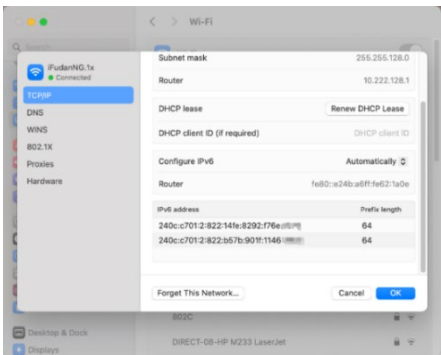 Wi-Fi
Search
iFudanNG.1x
Connected
TCP/IP
DNS
WINS
802.1X
Proxies
Hardware
Subnet mask 255.255.128.0
Router 10.222.128.1
DHCP lease Renew DHCP Lease
DHCP client ID (if required) DHCP client ID
Configure IPv6 Automatically
Router fe80::e24b:a6ff:fe62:1a0e
IPv6 address Prefix length
240c:c701:2:822:14fe:8292:f76e: 64
240c:c701:2:822:b57b:901f:1146 64
Forget This Network... Cancel OK
802C
Desktop & Dock
DIRECT-08-HP M233 LaserJet
Displays